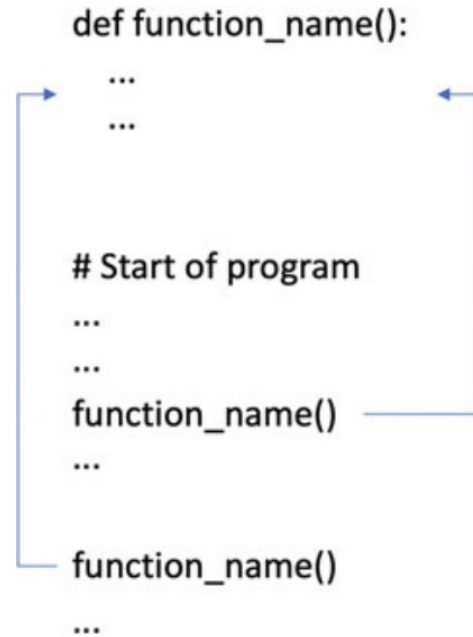 def function_name():
...
...
# Start of program
...
...
function_name()
...
function_name()
...